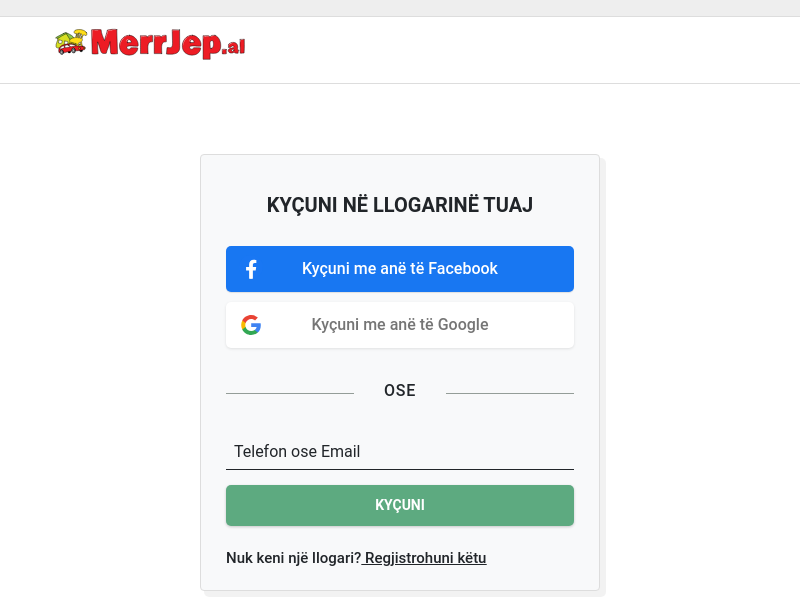 MerrJep.al
KYÇUNI NË LLOGARINË TUAJ
Kyçuni me anë të Facebook
Kyçuni me anë të Google
OSE
Telefon ose Email
KYÇUNI
Nuk keni një llogari? Regjistrohuni këtu